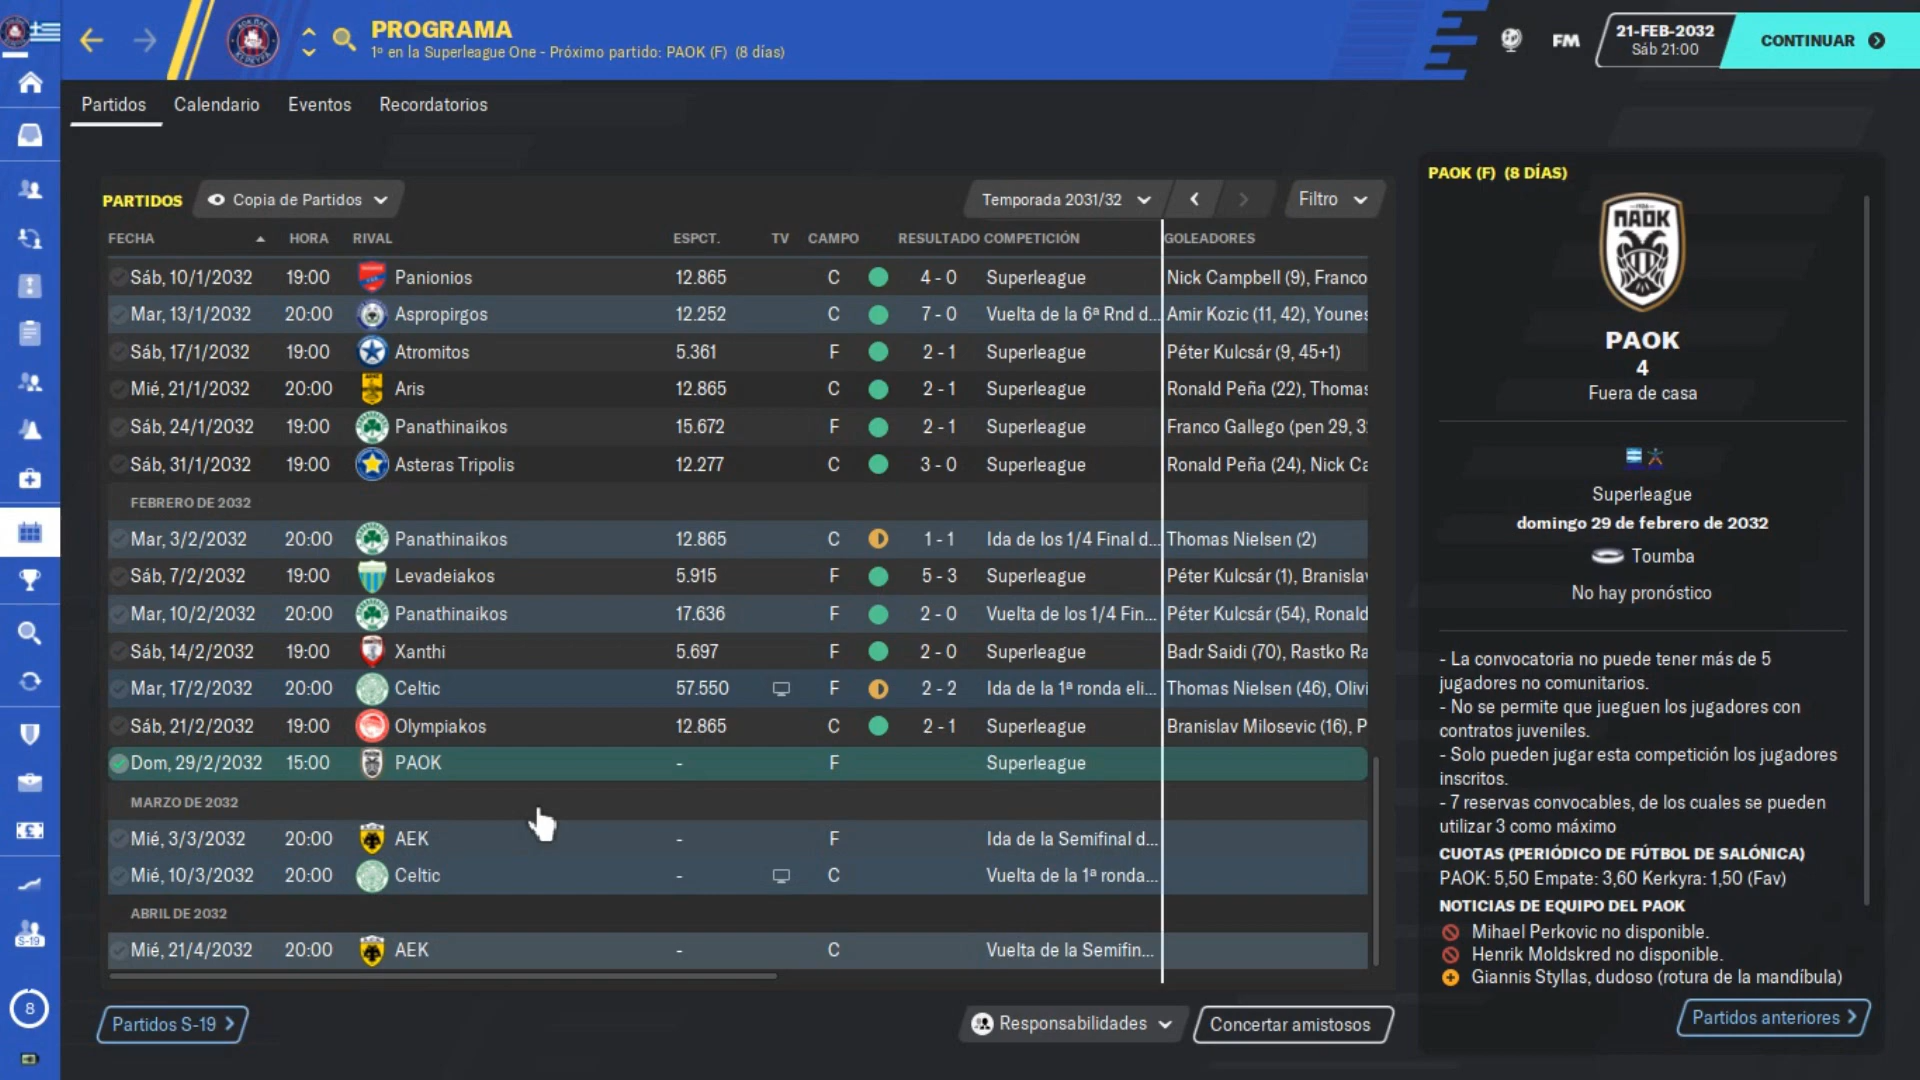 PROGRAMA
1º en la Superleague One - Próximo partido: PAOK (F) (8 días)
FM
21-FEB-2032
Sáb 21:00
CONTINUAR
Partidos Calendario Eventos Recordatorios
PARTIDOS Copia de Partidos Temporada 2031/32 Filtro
FECHA HORA RIVAL ESPCT. TV CAMPO RESULTADO COMPETICIÓN GOLEADORES
Sáb, 10/1/2032 19:00 Panionios 12.865 C 4 - 0 Superleague Nick Campbell (9), Franco
Mar, 13/1/2032 20:00 Aspropirgos 12.252 C 7 - 0 Vuelta de la 6ª Rnd d... Amir Kozic (11, 42), Younes
Sáb, 17/1/2032 19:00 Atromitos 5.361 F 2 - 1 Superleague Péter Kulcsár (9, 45+1)
Mié, 21/1/2032 20:00 Aris 12.865 C 2 - 1 Superleague Ronald Peña (22), Thomas
Sáb, 24/1/2032 19:00 Panathinaikos 15.672 F 2 - 1 Superleague Franco Gallego (pen 29, 3
Sáb, 31/1/2032 19:00 Asteras Tripolis 12.277 C 3 - 0 Superleague Ronald Peña (24), Nick Ca
FEBRERO DE 2032
Mar, 3/2/2032 20:00 Panathinaikos 12.865 C 1 - 1 Ida de los 1/4 Final d... Thomas Nielsen (2)
Sáb, 7/2/2032 19:00 Levadeiakos 5.915 F 5 - 3 Superleague Péter Kulcsár (1), Branislav
Mar, 10/2/2032 20:00 Panathinaikos 17.636 F 2 - 0 Vuelta de los 1/4 Fin... Péter Kulcsár (54), Ronald
Sáb, 14/2/2032 19:00 Xanthi 5.697 F 2 - 0 Superleague Badr Saidi (70), Rastko Ra
Mar, 17/2/2032 20:00 Celtic 57.550 F 2 - 2 Ida de la 1ª ronda eli... Thomas Nielsen (46), Olivi
Sáb, 21/2/2032 19:00 Olympiakos 12.865 C 2 - 1 Superleague Branislav Milosevic (16), P
Dom, 29/2/2032 15:00 PAOK - F Superleague
MARZO DE 2032
Mié, 3/3/2032 20:00 AEK - F Ida de la Semifinal d...
Mié, 10/3/2032 20:00 Celtic - C Vuelta de la 1ª ronda...
ABRIL DE 2032
Mié, 21/4/2032 20:00 AEK - C Vuelta de la Semifin...
Partidos S-19 Responsabilidades Concertar amistosos
S-19
8
PAOK (F) (8 DÍAS)
ΠΑΟΚ
PAOK
4
Fuera de casa
Superleague
domingo 29 de febrero de 2032
Toumba
No hay pronóstico
- La convocatoria no puede tener más de 5
jugadores no comunitarios.
- No se permite que jueguen los jugadores con
contratos juveniles.
- Solo pueden jugar esta competición los jugadores
inscritos.
- 7 reservas convocables, de los cuales se pueden
utilizar 3 como máximo
CUOTAS (PERIÓDICO DE FÚTBOL DE SALÓNICA)
PAOK: 5,50 Empate: 3,60 Kerkyra: 1,50 (Fav)
NOTICIAS DE EQUIPO DEL PAOK
Mihael Perkovic no disponible.
Henrik Moldskred no disponible.
Giannis Styllas, dudoso (rotura de la mandíbula)
Partidos anteriores